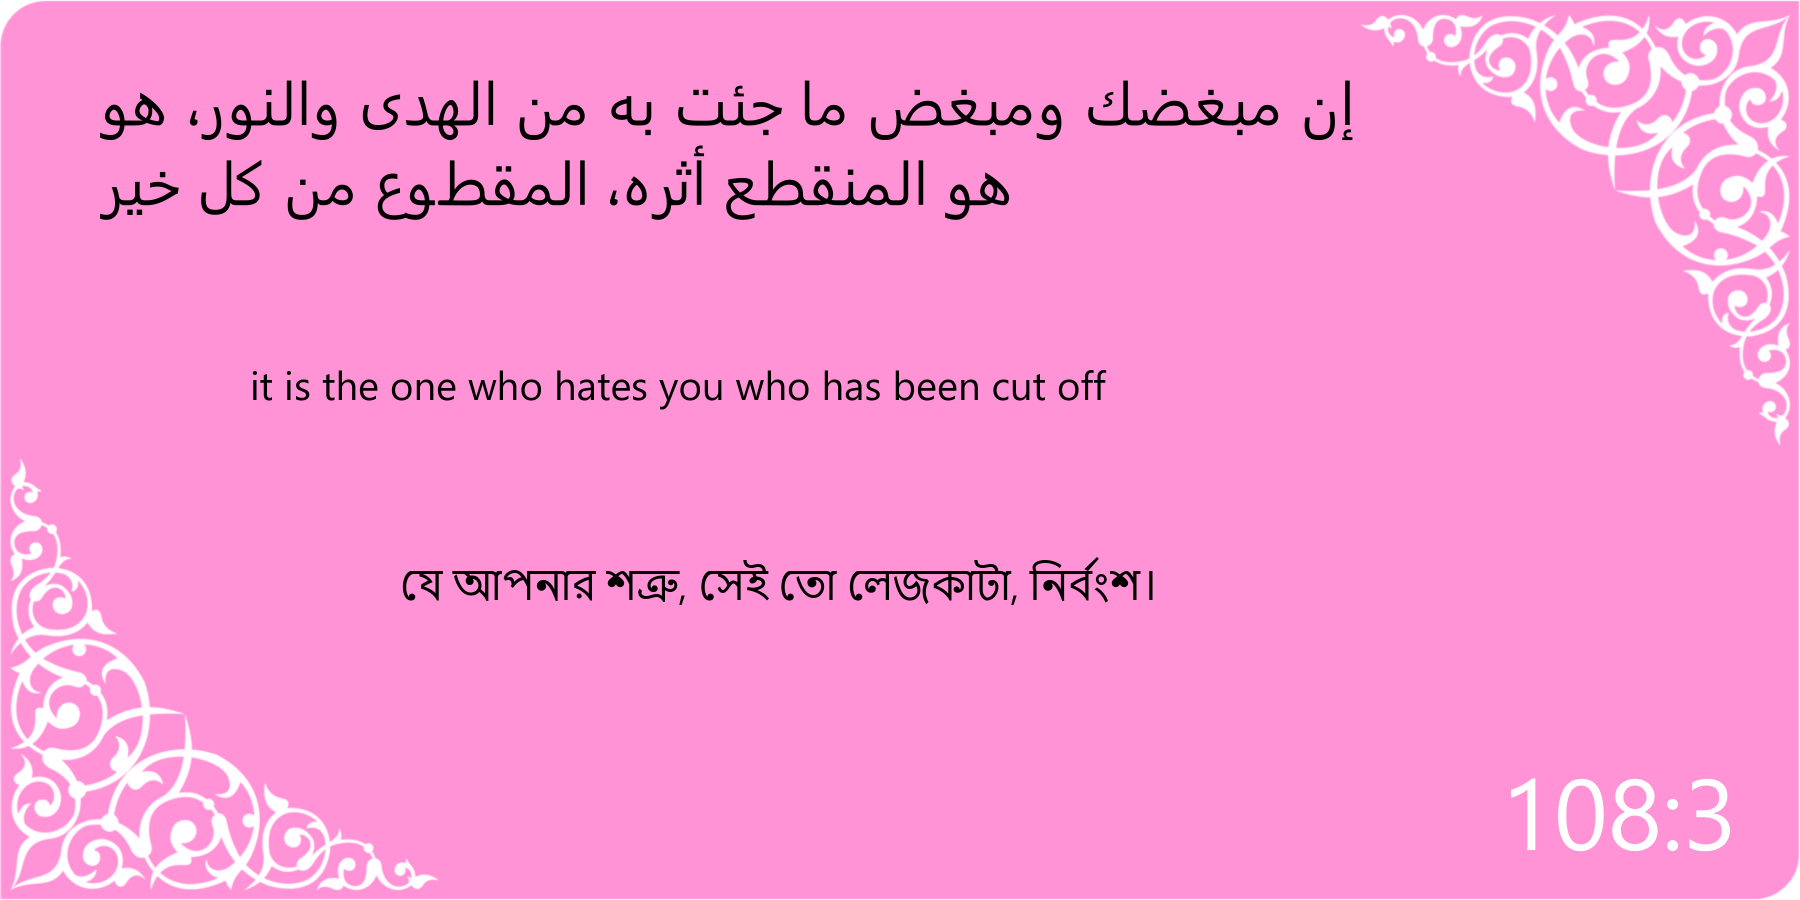 إن مبغضك ومبغض ما جئت به من الهدى والنور، هو
هو المنقطع أثره، المقطوع من كل خير
it is the one who hates you who has been cut off
যে আপনার শত্রু, সেই তো লেজকাটা, নির্বংশ।
108:3